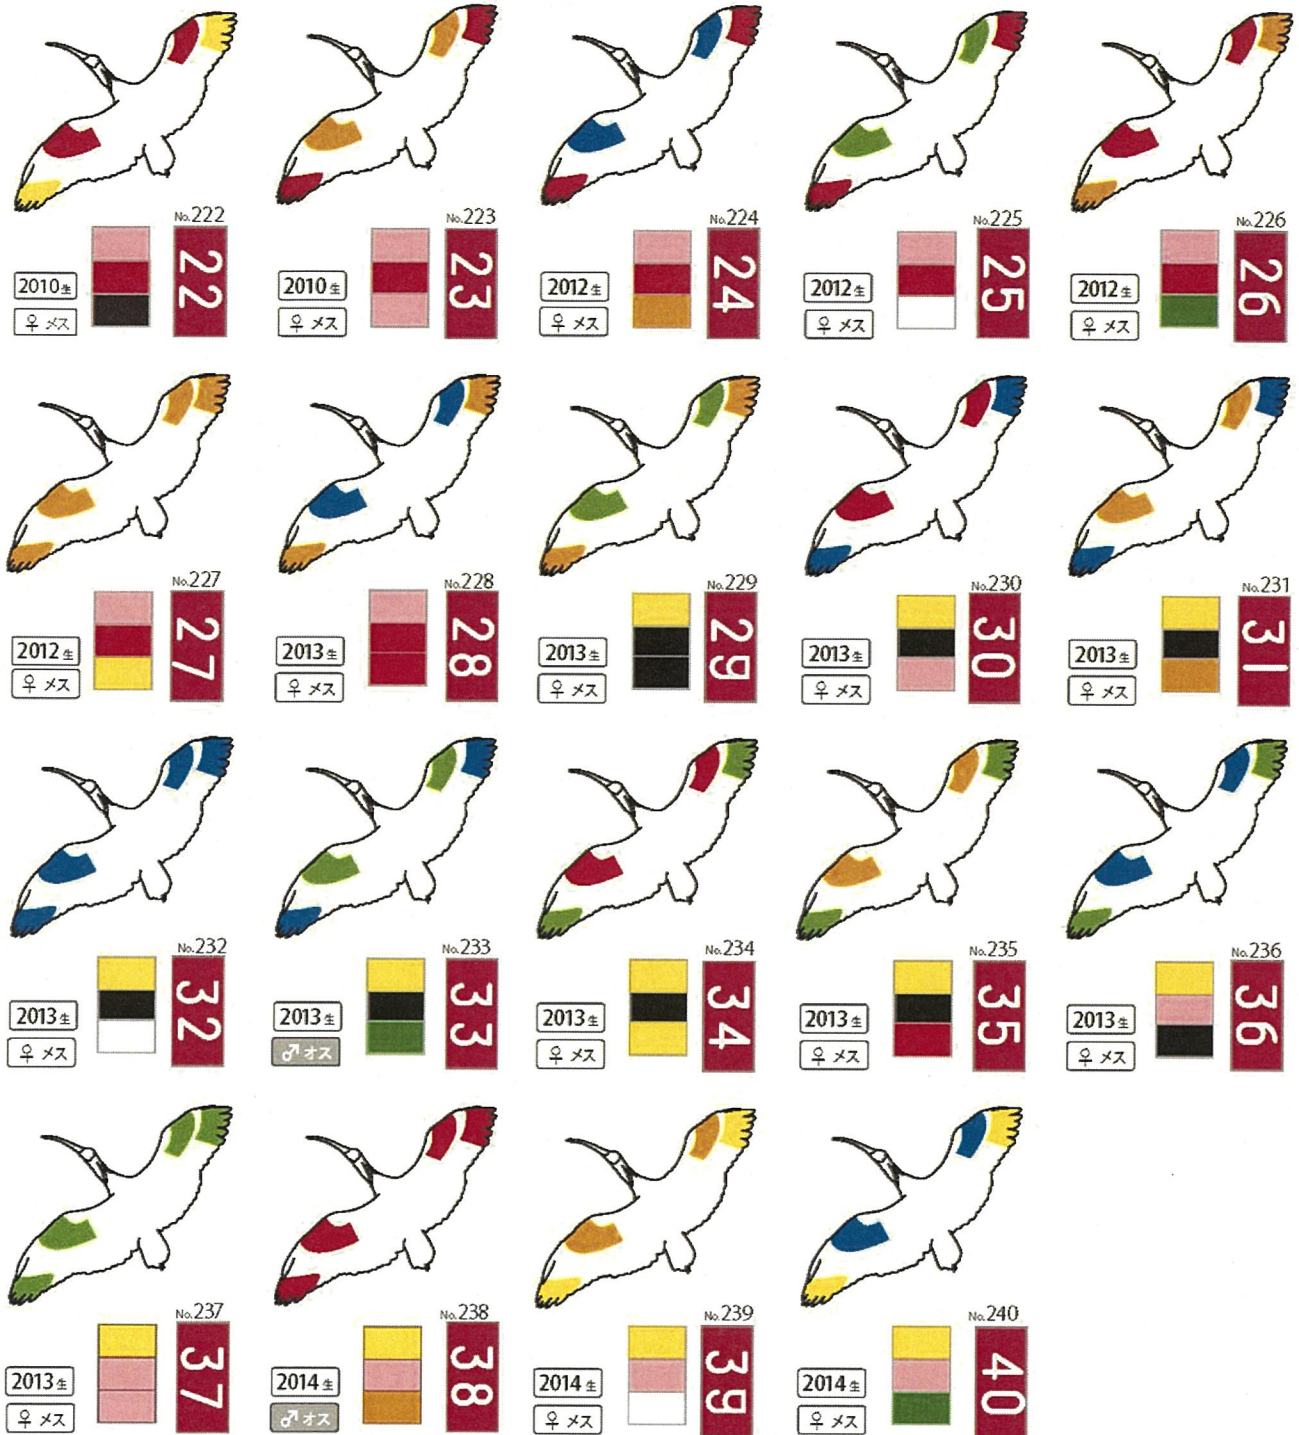 No.222
22
2010生
♀ メス
No.223
23
2010生
♀ メス
No.224
24
2012生
♀ メス
No.225
25
2012生
♀ メス
No.226
26
2012生
♀ メス
No.227
27
2012生
♀ メス
No.228
28
2013生
♀ メス
No.229
29
2013生
♀ メス
No.230
30
2013生
♀ メス
No.231
31
2013生
♀ メス
No.232
32
2013生
♀ メス
No.233
33
2013生
♂ オス
No.234
34
2013生
♀ メス
No.235
35
2013生
♀ メス
No.236
36
2013生
♀ メス
No.237
37
2013生
♀ メス
No.238
38
2014生
♂ オス
No.239
39
2014生
♀ メス
No.240
40
2014生
♀ メス